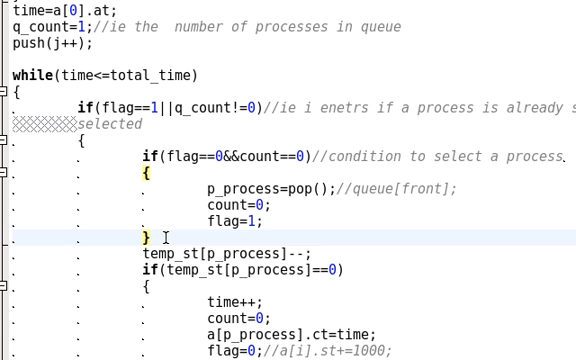 time=a[0].at;
q_count=1;//ie the  number of processes in queue
push(j++);
while(time<=total_time)
{
if(flag==1||q_count!=0)//ie i enetrs if a process is already
selected
{
if(flag==0&&count==0)//condition to select a process
{
p_process=pop();//queue[front];
count=0;
flag=1;
}
temp_st[p_process]--;
if(temp_st[p_process]==0)
{
time++;
count=0;
a[p_process].ct=time;
flag=0;//a[i].st+=1000;